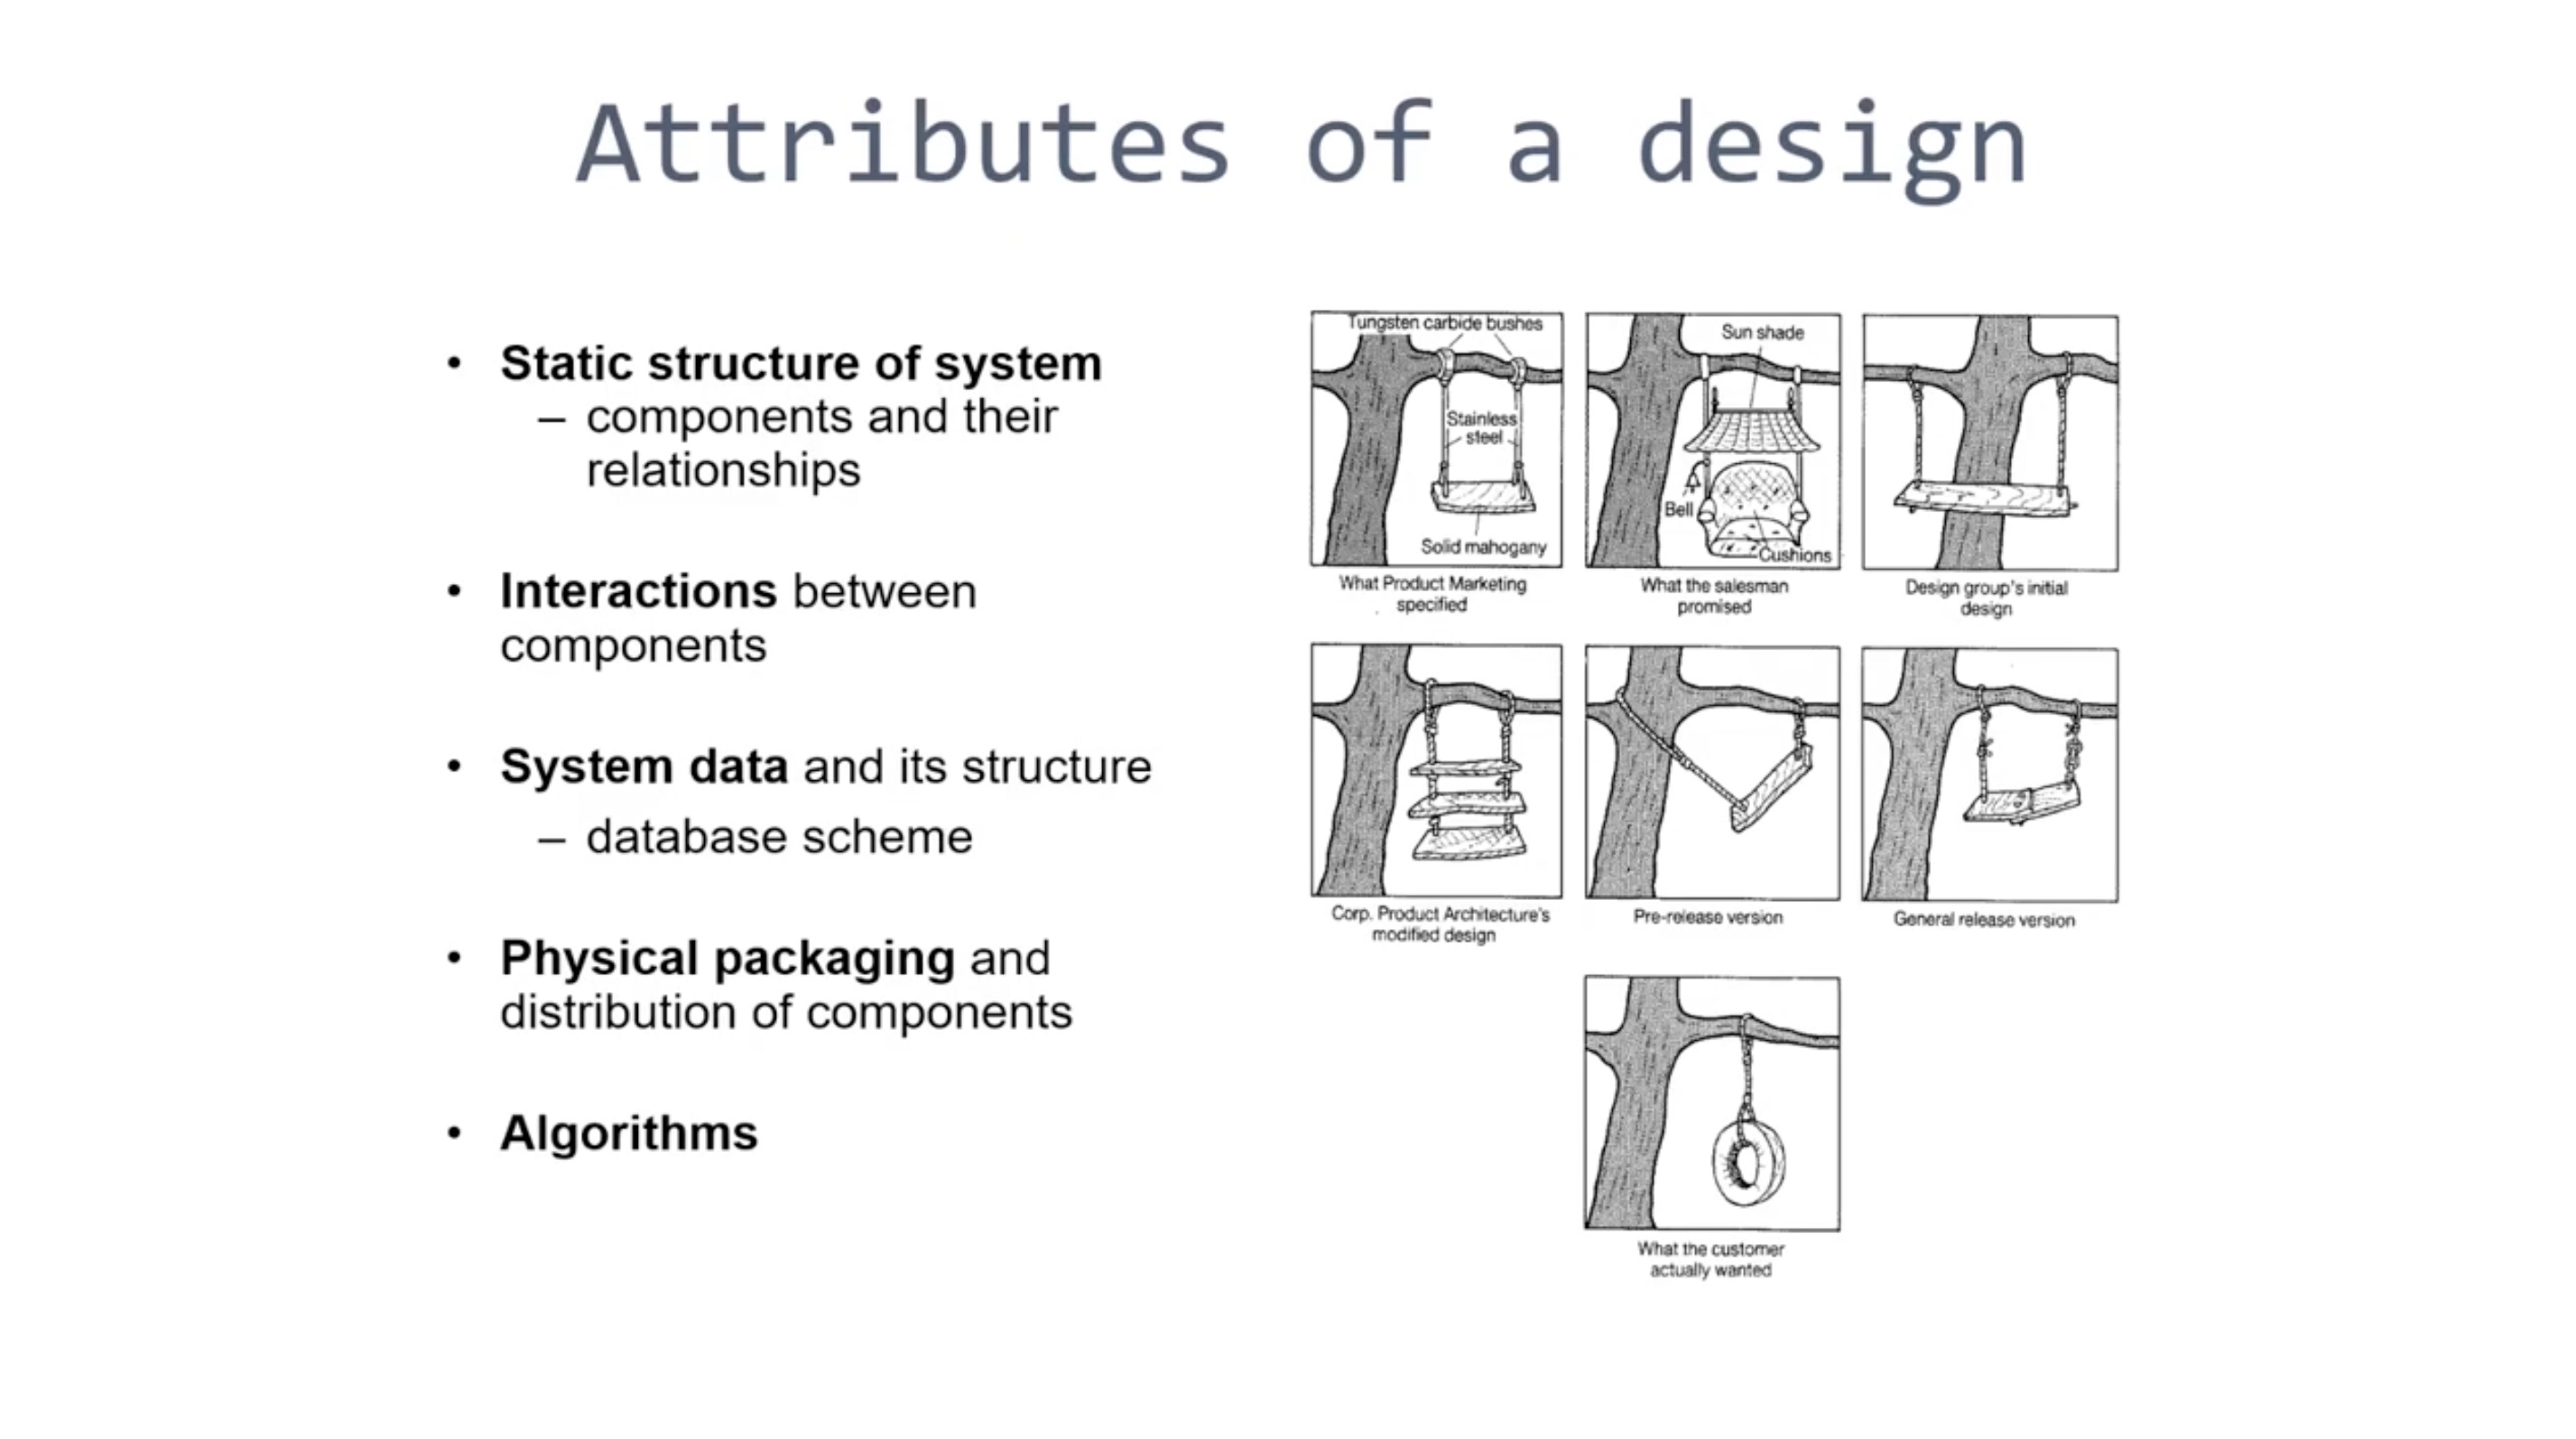 Attributes of a design
• Static structure of system
– components and their
relationships
• Interactions between
components
• System data and its structure
– database scheme
• Physical packaging and
distribution of components
• Algorithms
Tungsten carbide bushes
Stainless
steel
Solid mahogany
What Product Marketing
specified
Sun shade
Bell
Cushions
What the salesman
promised
Design group's initial
design
Corp. Product Architecture's
modified design
Pre-release version
General release version
What the customer
actually wanted